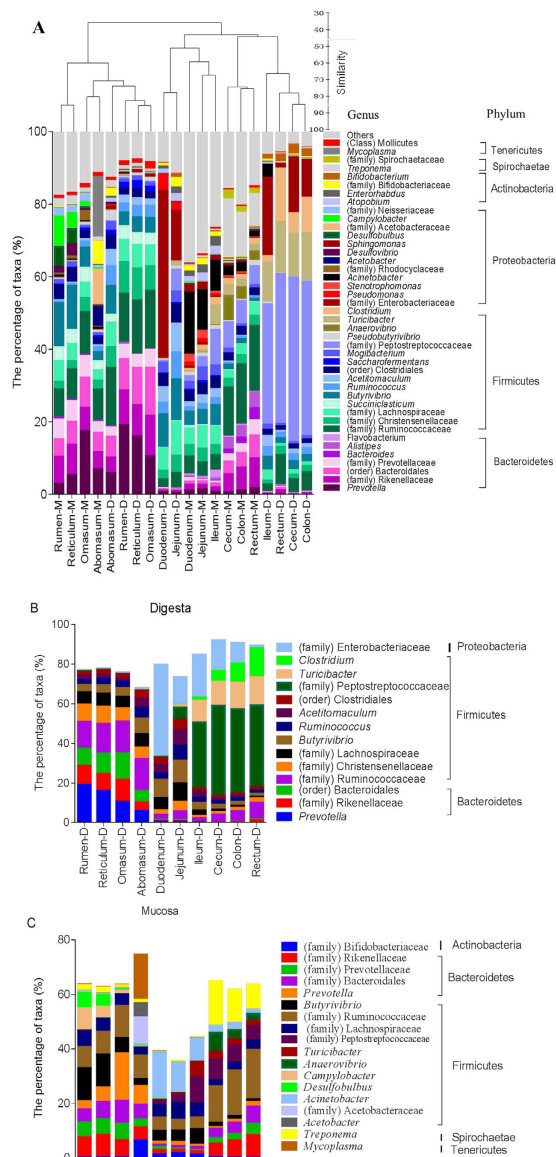 A
30
40
50
60
70
80
90
100
Similarity
Genus
Phylum
The percentage of taxa (%)
100
80
60
40
20
0
Others
(Class) Mollicutes
Mycoplasma
(family) Spirochaetaceae
Treponema
Bifidobacterium
(family) Bifidobacteriaceae
Enterorhabdus
Atopobium
(family) Neisseriaceae
Campylobacter
(family) Acetobacteraceae
Desulfobulbus
Sphingomonas
Desulfovibrio
Acetobacter
(family) Rhodocyclaceae
Acinetobacter
Stenotrophomonas
Pseudomonas
(family) Enterobacteriaceae
Clostridium
Turicibacter
Anaerovibrio
Pseudobutyrivibrio
(family) Peptostreptococcaceae
Mogibacterium
Saccharofermentans
(order) Clostridiales
Acetitomaculum
Ruminococcus
Butyrivibrio
Succiniclasticum
(family) Lachnospiraceae
(family) Christensenellaceae
(family) Ruminococcaceae
Flavobacterium
Alistipes
Bacteroides
(family) Prevotellaceae
(order) Bacteroidales
(family) Rikenellaceae
Prevotella
Tenericutes
Spirochaetae
Actinobacteria
Proteobacteria
Firmicutes
Bacteroidetes
Rumen-M
Reticulum-M
Omasum-M
Abomasum-M
Abomasum-D
Rumen-D
Reticulum-D
Omasum-D
Duodenum-D
Jejunum-D
Duodenum-M
Jejunum-M
Ileum-M
Cecum-M
Colon-M
Rectum-M
Ileum-D
Rectum-D
Cecum-D
Colon-D
B
Digesta
The percentage of taxa (%)
100
80
60
40
20
0
(family) Enterobacteriaceae
Clostridium
Turicibacter
(family) Peptostreptococcaceae
(order) Clostridiales
Acetitomaculum
Ruminococcus
Butyrivibrio
(family) Lachnospiraceae
(family) Christensenellaceae
(family) Ruminococcaceae
(order) Bacteroidales
(family) Rikenellaceae
Prevotella
Proteobacteria
Firmicutes
Bacteroidetes
Rumen-D
Reticulum-D
Omasum-D
Abomasum-D
Duodenum-D
Jejunum-D
Ileum-D
Cecum-D
Colon-D
Rectum-D
C
Mucosa
The percentage of taxa (%)
80
60
40
20
0
(family) Bifidobacteriaceae
(family) Rikenellaceae
(family) Prevotellaceae
(family) Bacteroidales
Prevotella
Butyrivibrio
(family) Ruminococcaceae
(family) Lachnospiraceae
(family) Peptostreptococcaceae
Turicibacter
Anaerovibrio
Campylobacter
Desulfobulbus
Acinetobacter
(family) Acetobacteraceae
Acetobacter
Treponema
Mycoplasma
Actinobacteria
Bacteroidetes
Firmicutes
Spirochaetae
Tenericutes